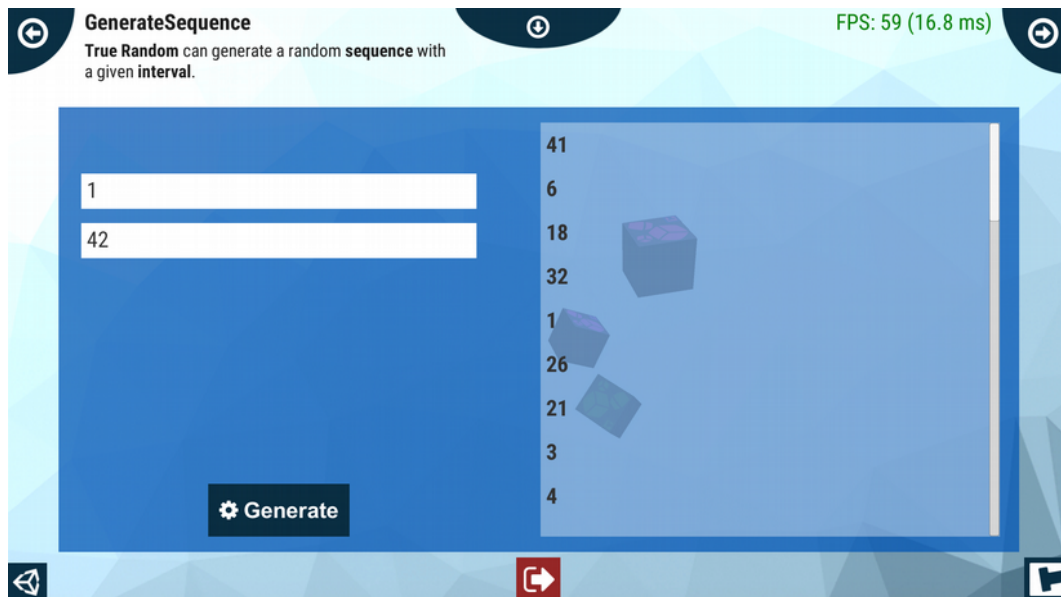 GenerateSequence
True Random can generate a random sequence with
a given interval.
FPS: 59 (16.8 ms)
1
42
Generate
41
6
18
32
1
26
21
3
4